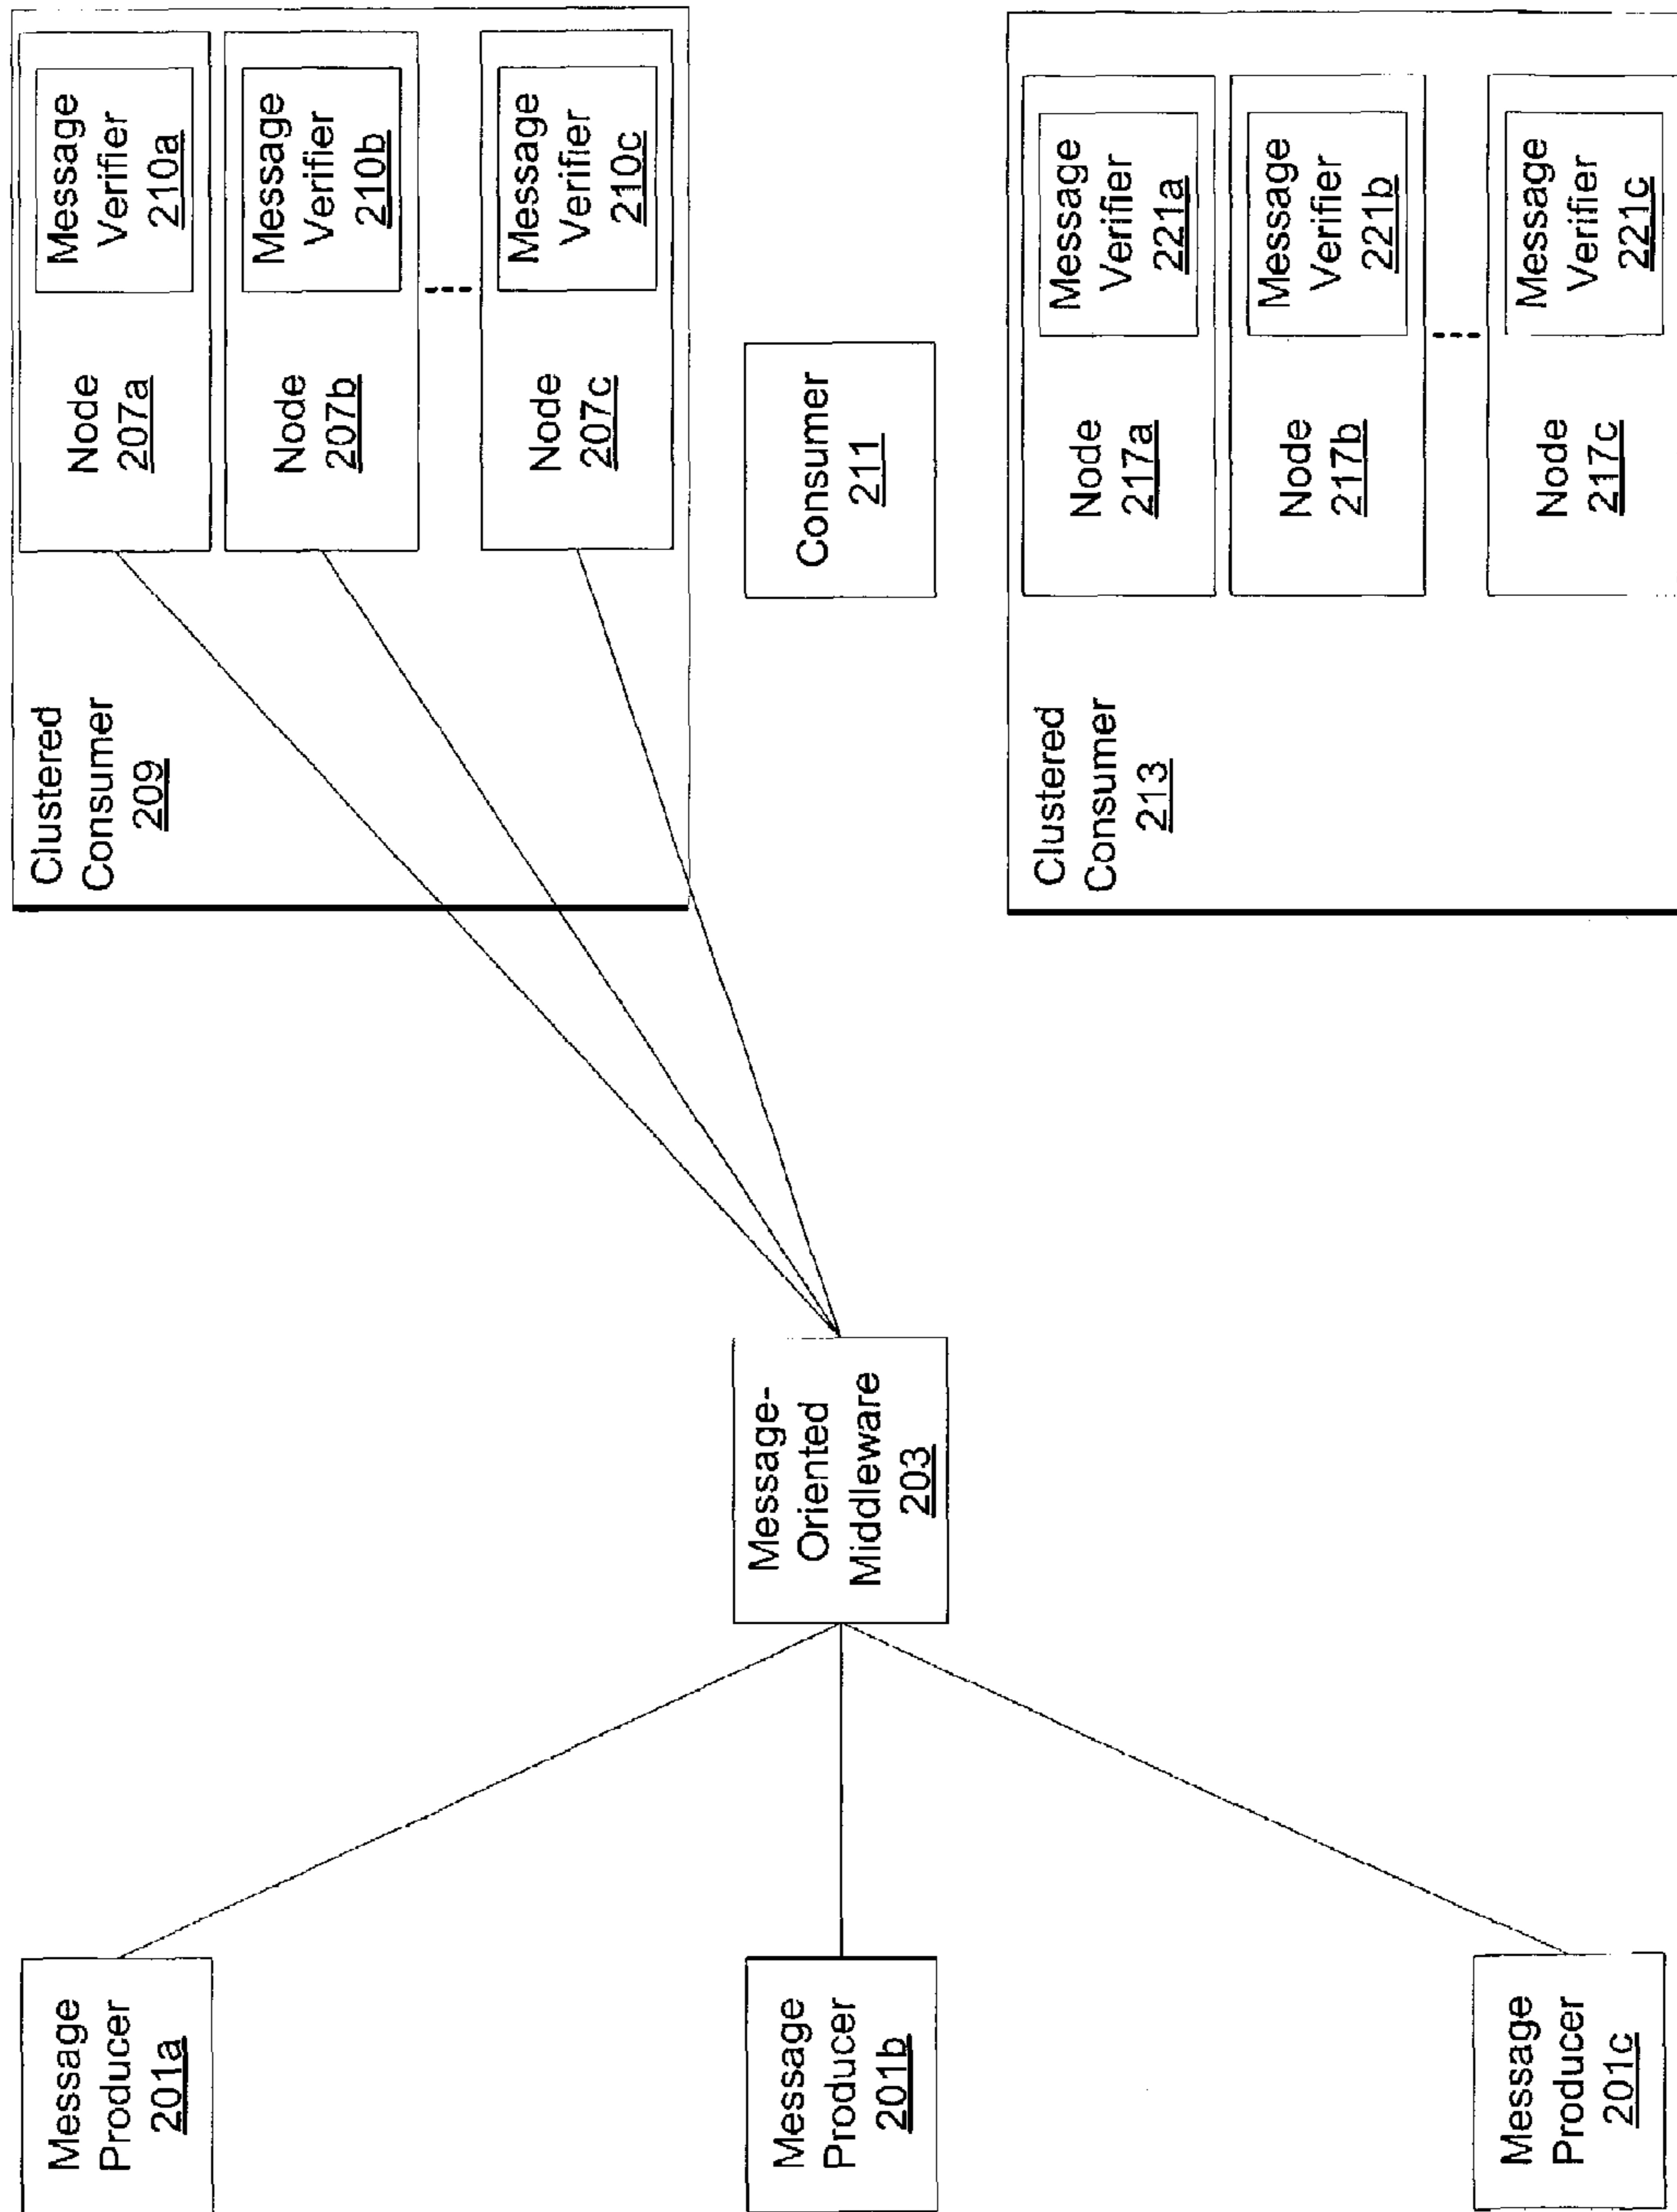 Message
Producer
201a
Message
Producer
201b
Message
Producer
201c
Message-
Oriented
Middleware
203
Clustered
Consumer
209
Node
207a
Message
Verifier
210a
Node
207b
Message
Verifier
210b
Node
207c
Message
Verifier
210c
Consumer
211
Clustered
Consumer
213
Node
217a
Message
Verifier
221a
Node
217b
Message
Verifier
221b
Node
217c
Message
Verifier
221c